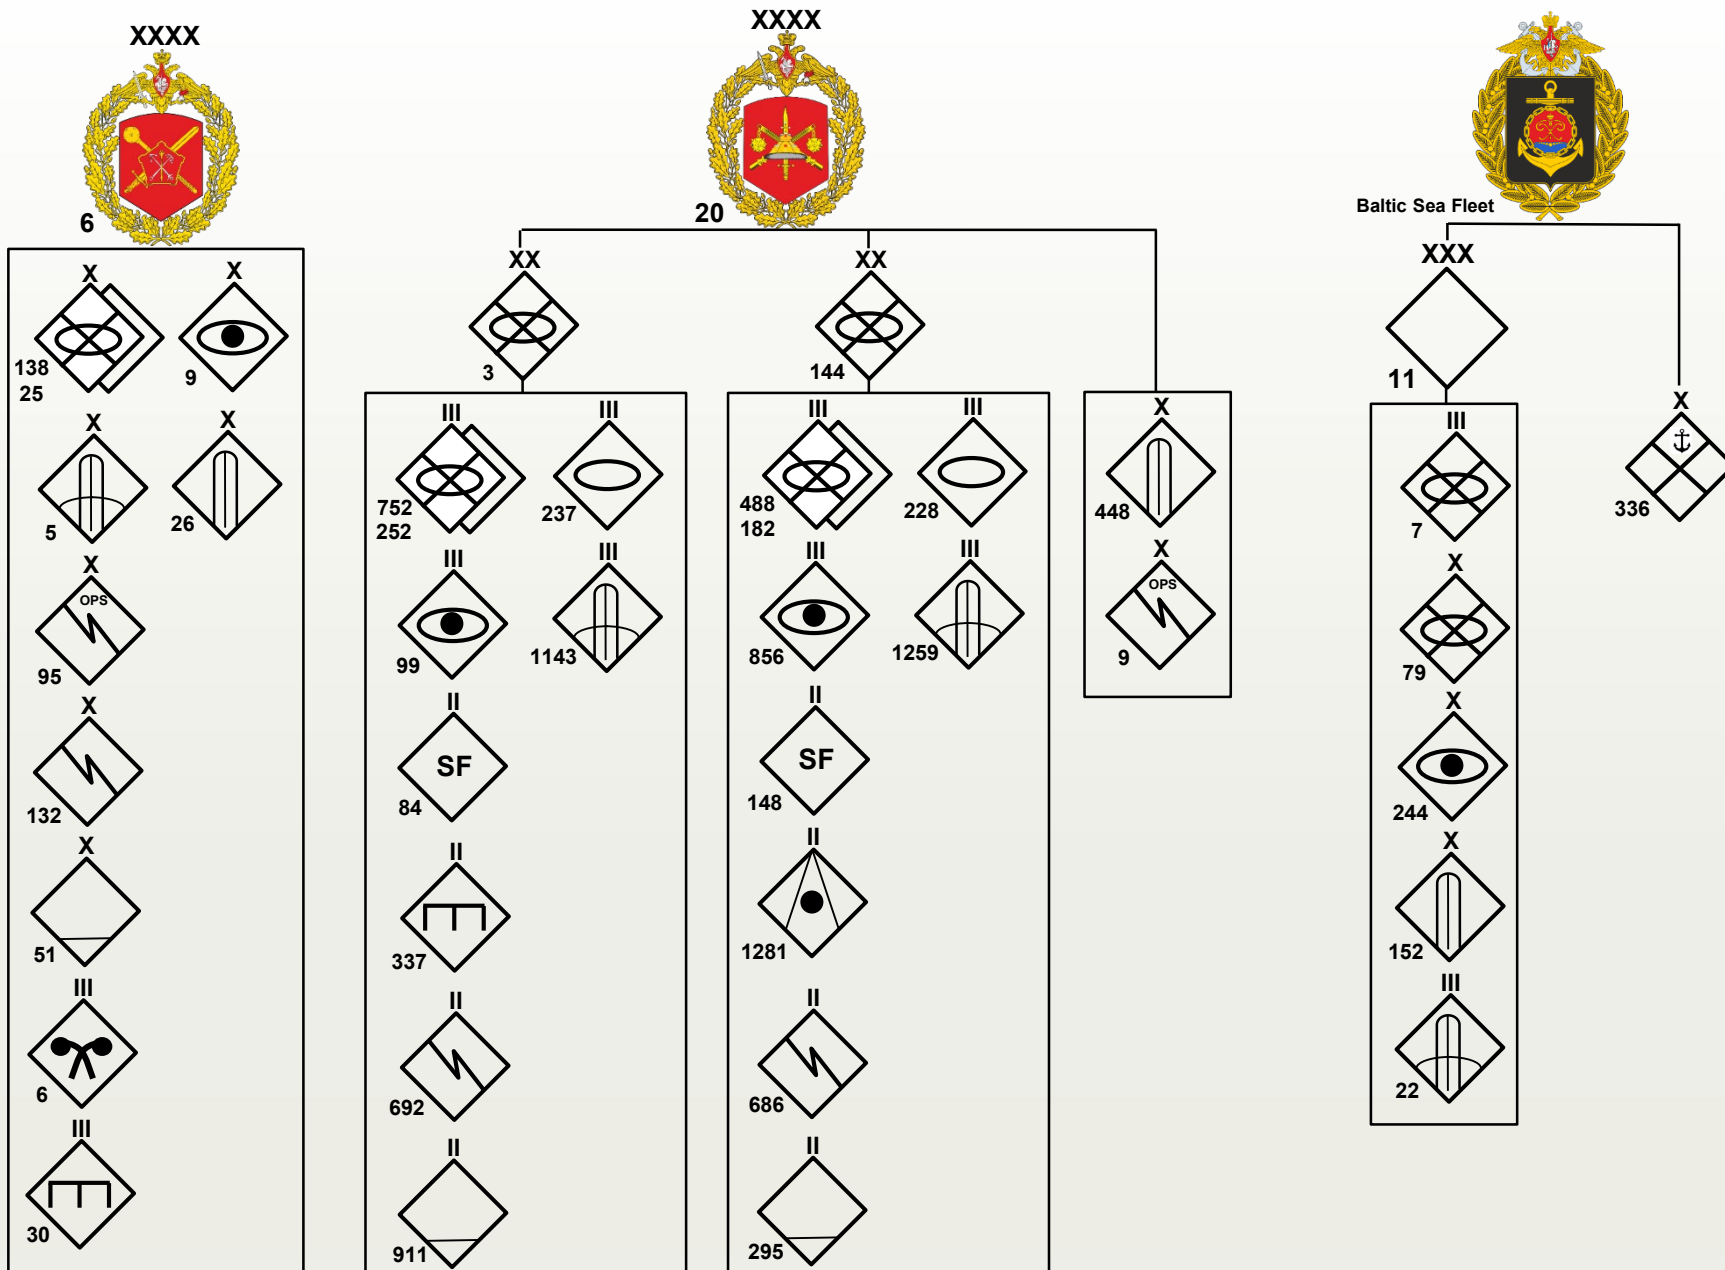 XXXX
6
X
138
25
X
9
X
5
X
26
X
OPS
95
X
132
X
51
III
6
III
30
XXXX
20
XX
3
III
752
252
III
237
III
99
III
1143
II
SF
84
II
337
II
692
II
911
XX
144
III
488
182
III
228
III
856
III
1259
II
SF
148
II
1281
II
686
II
295
X
448
X
OPS
9
Baltic Sea Fleet
XXX
11
III
7
X
79
X
244
X
152
III
22
X
336